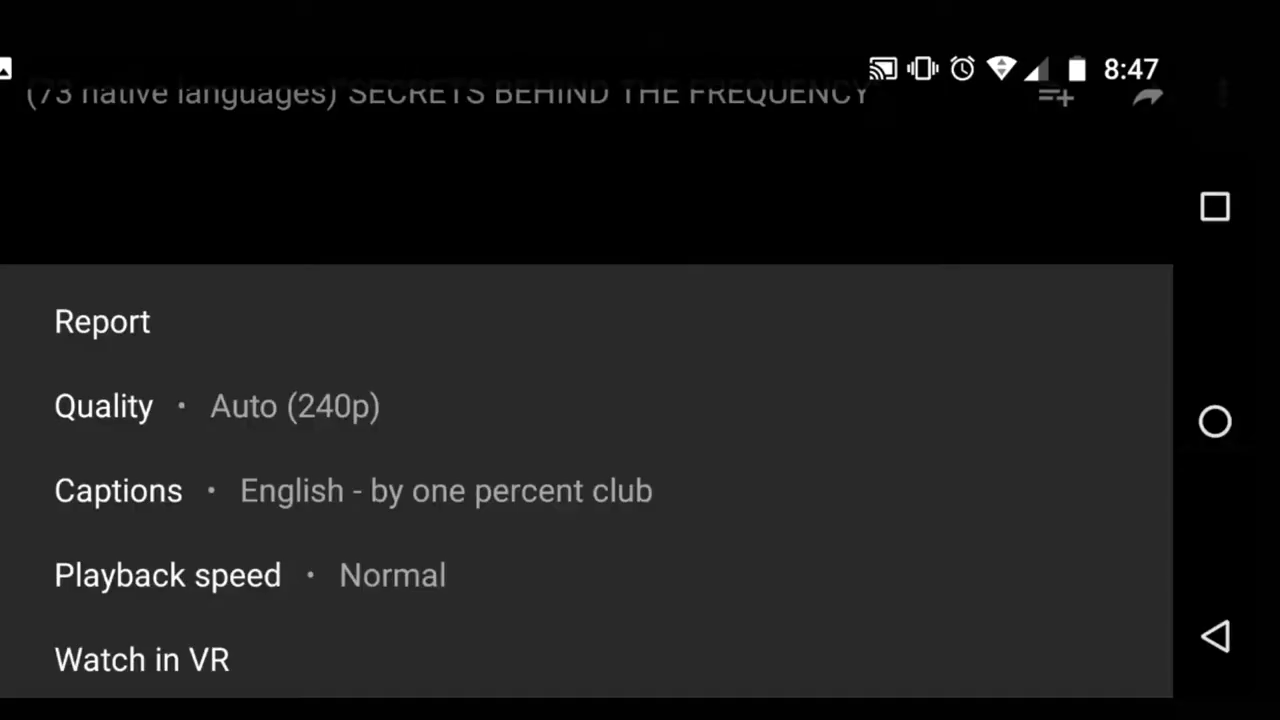 8:47
(73 native languages) *SECRETS BEHIND THE FREQUENCY*
Report
Quality · Auto (240p)
Captions · English - by one percent club
Playback speed · Normal
Watch in VR